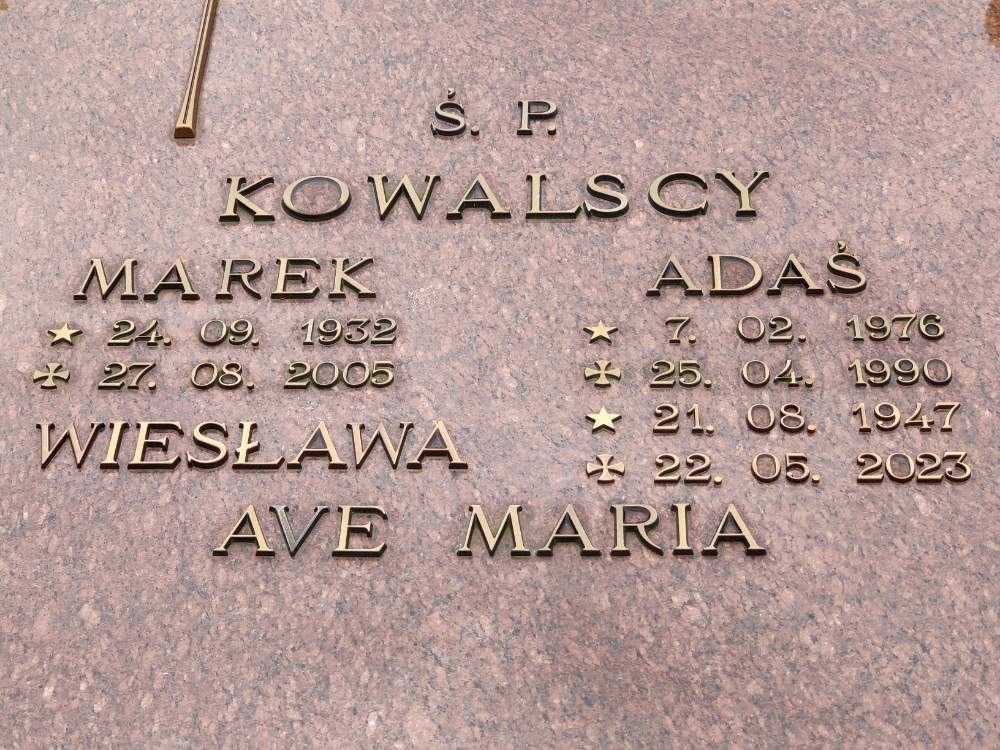 Ś. P.
KOWALSCY
MAREK
★ 24. 09. 1932
✠ 27. 08. 2005
ADAŚ
★ 7. 02. 1976
✠ 25. 04. 1990
WIESŁAWA
★ 21. 08. 1947
✠ 22. 05. 2023
AVE MARIA